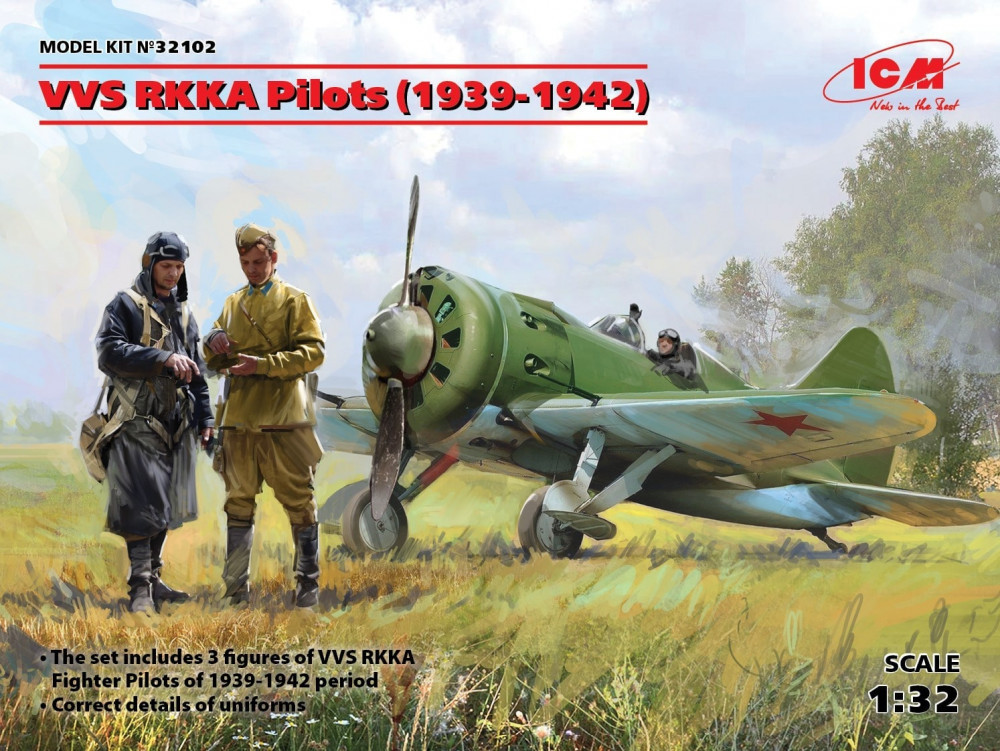 MODEL KIT №32102
VVS RKKA Pilots (1939-1942)
ICM
New in the Best
• The set includes 3 figures of VVS RKKA
Fighter Pilots of 1939-1942 period
• Correct details of uniforms
SCALE
1:32